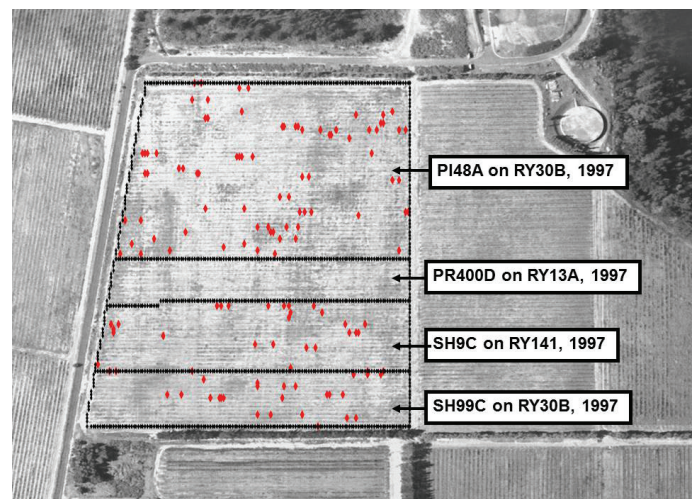 PI48A on RY30B, 1997
PR400D on RY13A, 1997
SH9C on RY141, 1997
SH99C on RY30B, 1997